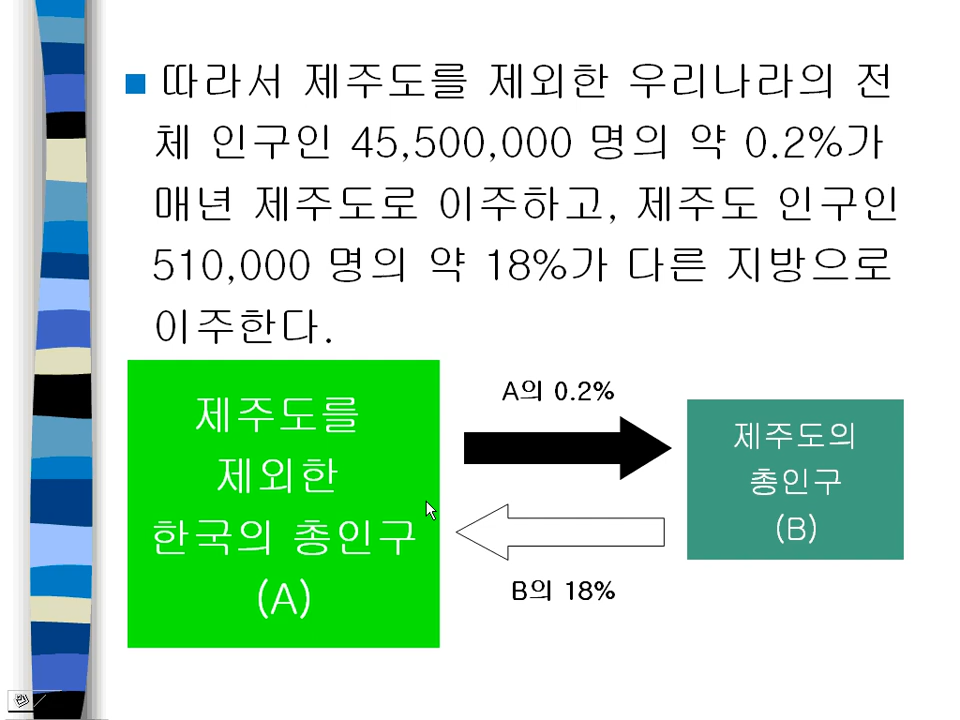 따라서 제주도를 제외한 우리나라의 전
체 인구인 45,500,000 명의 약 0.2%가
매년 제주도로 이주하고, 제주도 인구인
510,000 명의 약 18%가 다른 지방으로
이주한다.
제주도를
제외한
한국의 총인구
(A)
A의 0.2%
B의 18%
제주도의
총인구
(B)